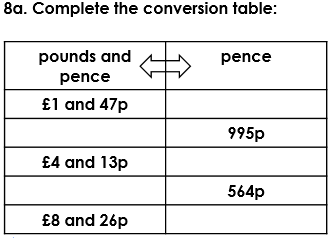 8a. Complete the conversion table:
pounds and
pence
pence
£1 and 47p
995p
£4 and 13p
564p
£8 and 26p